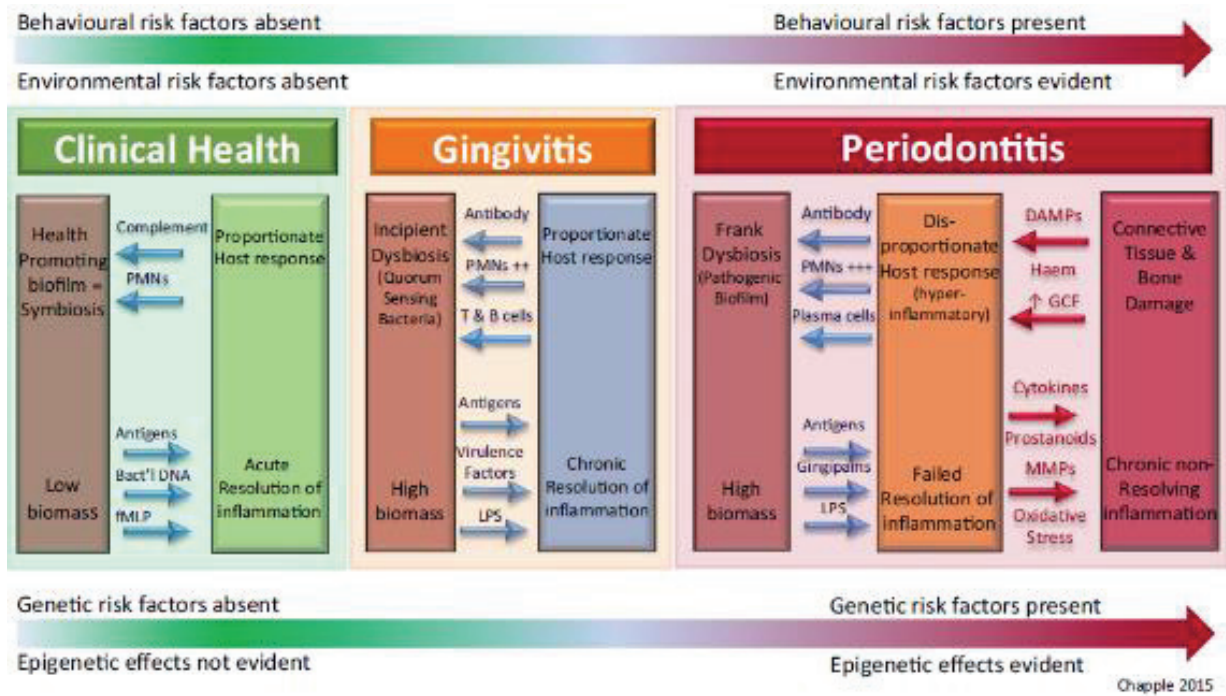 Behavioural risk factors absent
Behavioural risk factors present
Environmental risk factors absent
Environmental risk factors evident
Clinical Health
Health
Promoting
biofilm =
Symbiosis
Low
biomass
Complement
PMNs
Antigens
Bact'l DNA
fMLP
Proportionate
Host response
Acute
Resolution of
inflammation
Gingivitis
Incipient
Dysbiosis
(Quorum
Sensing
Bacteria)
High
biomass
Antibody
PMNs ++
T & B cells
Antigens
Virulence
Factors
LPS
Proportionate
Host response
Chronic
Resolution of
inflammation
Periodontitis
Frank
Dysbiosis
(Pathogenic
Biofilm)
High
biomass
Antibody
PMNs +++
Plasma cells
Antigens
Gingipains
LPS
Dis-
proportionate
Host response
(hyper-
inflammatory)
Failed
Resolution of
inflammation
DAMPs
Haem
↑ GCF
Cytokines
Prostanoids
MMPs
Oxidative
Stress
Connective
Tissue &
Bone
Damage
Chronic non-
Resolving
inflammation
Genetic risk factors absent
Genetic risk factors present
Epigenetic effects not evident
Epigenetic effects evident
Chapple 2015